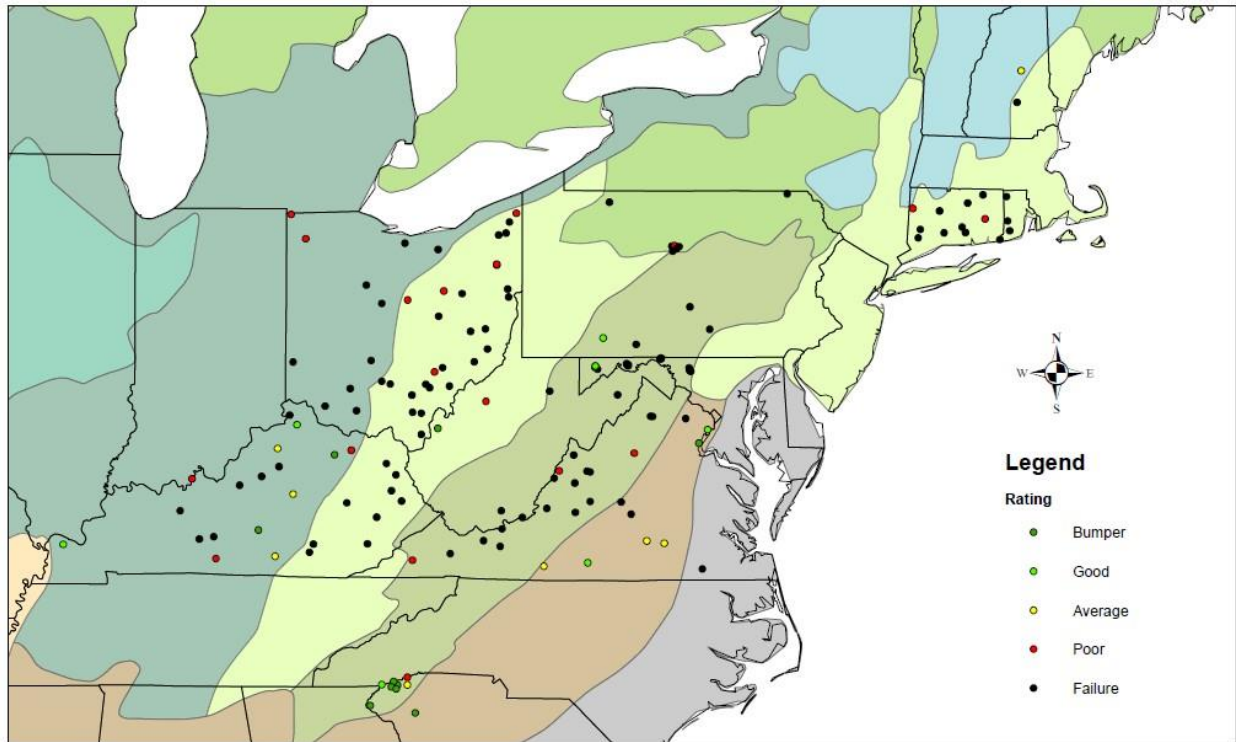 N
W E
S
Legend
Rating
Bumper
Good
Average
Poor
Failure